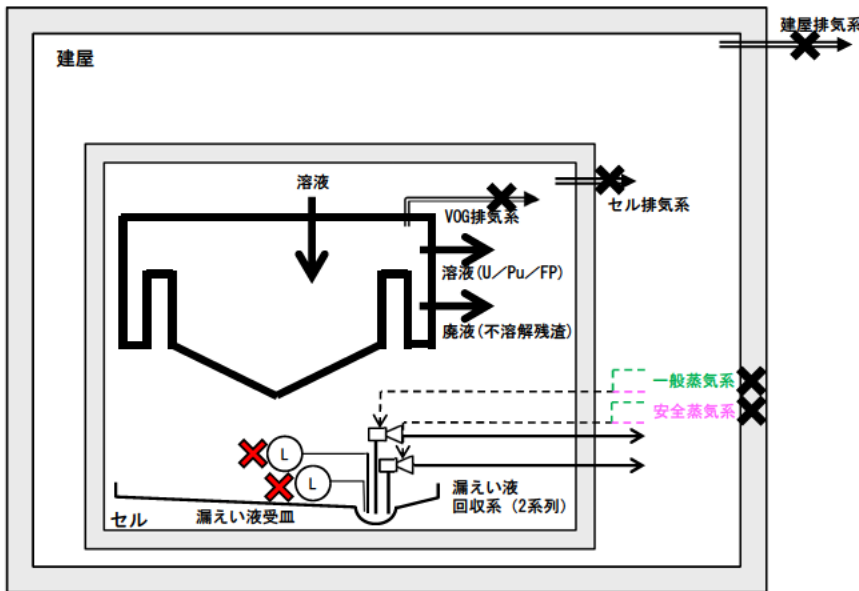 建屋排気系
建屋
溶液
VOG排気系
セル排気系
溶液(U/Pu/FP)
廃液(不溶解残渣)
一般蒸気系
安全蒸気系
L
L
漏えい液
回収系(2系列)
漏えい液受皿
セル